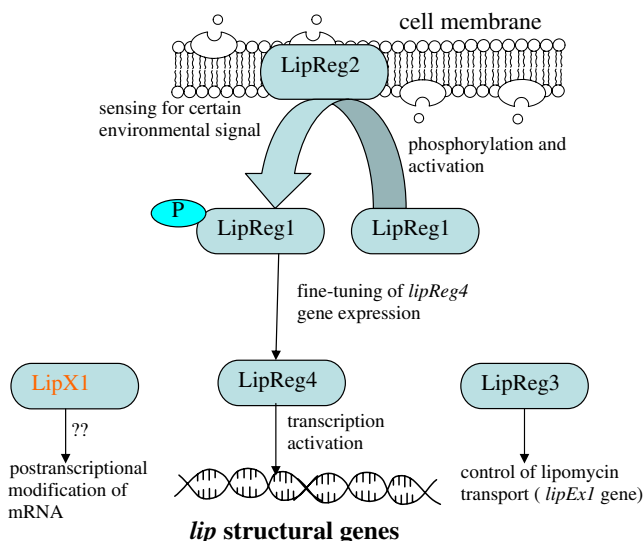 cell membrane
LipReg2
sensing for certain
environmental signal
phosphorylation and
activation
P
LipReg1
LipReg1
fine-tuning of lipReg4
gene expression
LipX1
LipReg4
LipReg3
??
transcription
activation
postranscriptional
modification of
mRNA
control of lipomycin
transport ( lipEx1 gene)
lip structural genes